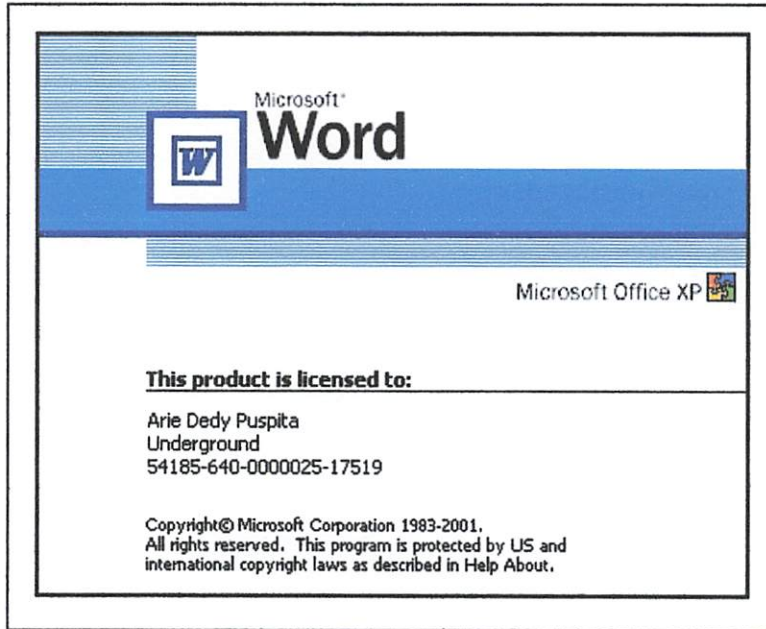 Microsoft®
Word
W
Microsoft Office XP
This product is licensed to:
Arie Dedy Puspita
Underground
54185-640-0000025-17519
Copyright© Microsoft Corporation 1983-2001.
All rights reserved. This program is protected by US and
international copyright laws as described in Help About.